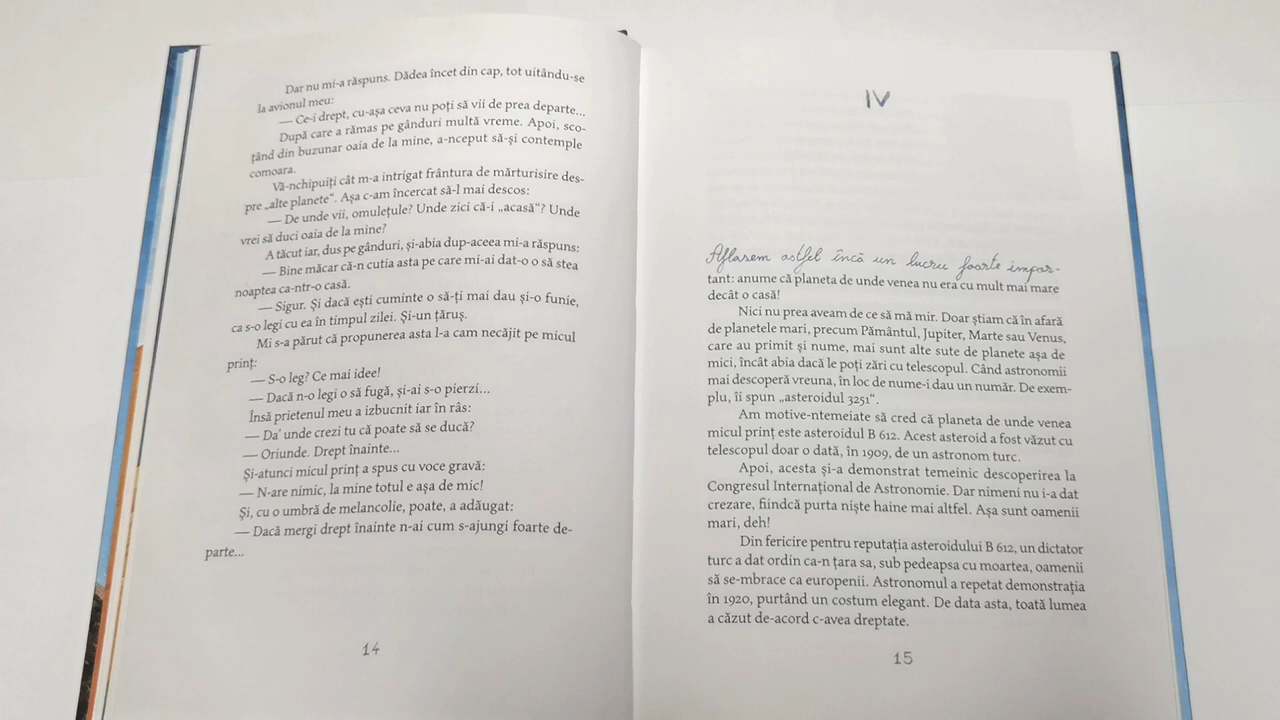 Dar nu mi-a răspuns. Dădea încet din cap, tot uitându-se
la avionul meu:
— Ce-i drept, cu-așa ceva nu poți să vii de prea departe...
După care a rămas pe gânduri multă vreme. Apoi, sco-
țând din buzunar oaia de la mine, a-nceput să-și contemple
comoara.
Vă-nchipuiți cât m-a intrigat frântura de mărturisire des-
pre „alte planete“. Așa c-am încercat să-l mai descos:
— De unde vii, omulețule? Unde zici că-i „acasă“? Unde
vrei să duci oaia de la mine?
A tăcut iar, dus pe gânduri, și-abia dup-aceea mi-a răspuns:
— Bine măcar că-n cutia asta pe care mi-ai dat-o o să stea
noaptea ca-ntr-o casă.
— Sigur. Și dacă ești cuminte o să-ți mai dau și-o funie,
ca s-o legi cu ea în timpul zilei. Și-un țăruș.
Mi s-a părut că propunerea asta l-a cam necăjit pe micul
prinț:
— S-o leg? Ce mai idee!
— Dacă n-o legi o să fugă, și-ai s-o pierzi...
Însă prietenul meu a izbucnit iar în râs:
— Da' unde crezi tu că poate să se ducă?
— Oriunde. Drept înainte...
Și-atunci micul prinț a spus cu voce gravă:
— N-are nimic, la mine totul e așa de mic!
Și, cu o umbră de melancolie, poate, a adăugat:
— Dacă mergi drept înainte n-ai cum s-ajungi foarte de-
parte...
14
IV
Aflasem astfel încă un lucru foarte impor-
tant: anume că planeta de unde venea nu era cu mult mai mare
decât o casă!
Nici nu prea aveam de ce să mă mir. Doar știam că în afară
de planetele mari, precum Pământul, Jupiter, Marte sau Venus,
care au primit și nume, mai sunt alte sute de planete așa de
mici, încât abia dacă le poți zări cu telescopul. Când astronomii
mai descoperă vreuna, în loc de nume-i dau un număr. De exem-
plu, îi spun „asteroidul 3251“.
Am motive-ntemeiate să cred că planeta de unde venea
micul prinț este asteroidul B 612. Acest asteroid a fost văzut cu
telescopul doar o dată, în 1909, de un astronom turc.
Apoi, acesta și-a demonstrat temeinic descoperirea la
Congresul Internațional de Astronomie. Dar nimeni nu i-a dat
crezare, fiindcă purta niște haine mai altfel. Așa sunt oamenii
mari, deh!
Din fericire pentru reputația asteroidului B 612, un dictator
turc a dat ordin ca-n țara sa, sub pedeapsa cu moartea, oamenii
să se-mbrace ca europenii. Astronomul a repetat demonstrația
în 1920, purtând un costum elegant. De data asta, toată lumea
a căzut de-acord c-avea dreptate.
15